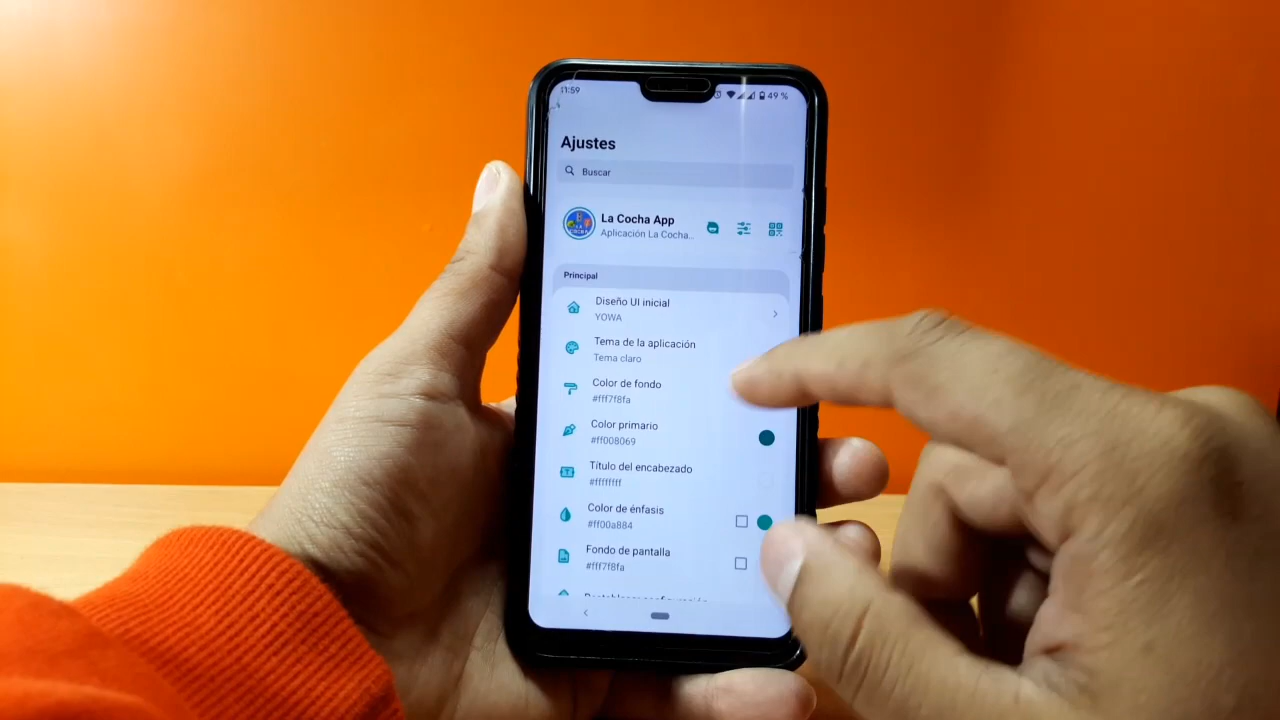 11:59
49 %
Ajustes
Buscar
La Cocha App
Aplicación La Cocha...
Principal
Diseño UI inicial
YOWA
Tema de la aplicación
Tema claro
Color de fondo
#fff7f8fa
Color primario
#ff008069
Título del encabezado
#ffffffff
Color de énfasis
#ff00a884
Fondo de pantalla
#fff7f8fa